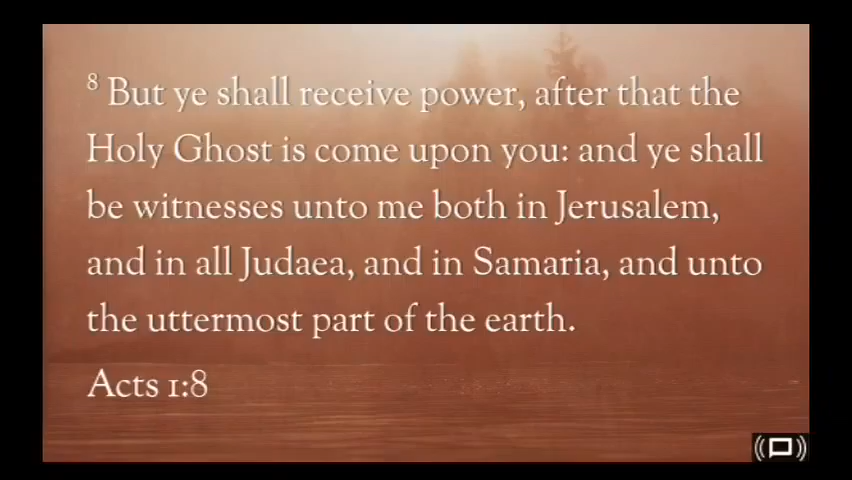 8 But ye shall receive power, after that the
Holy Ghost is come upon you: and ye shall
be witnesses unto me both in Jerusalem,
and in all Judaea, and in Samaria, and unto
the uttermost part of the earth.
Acts 1:8